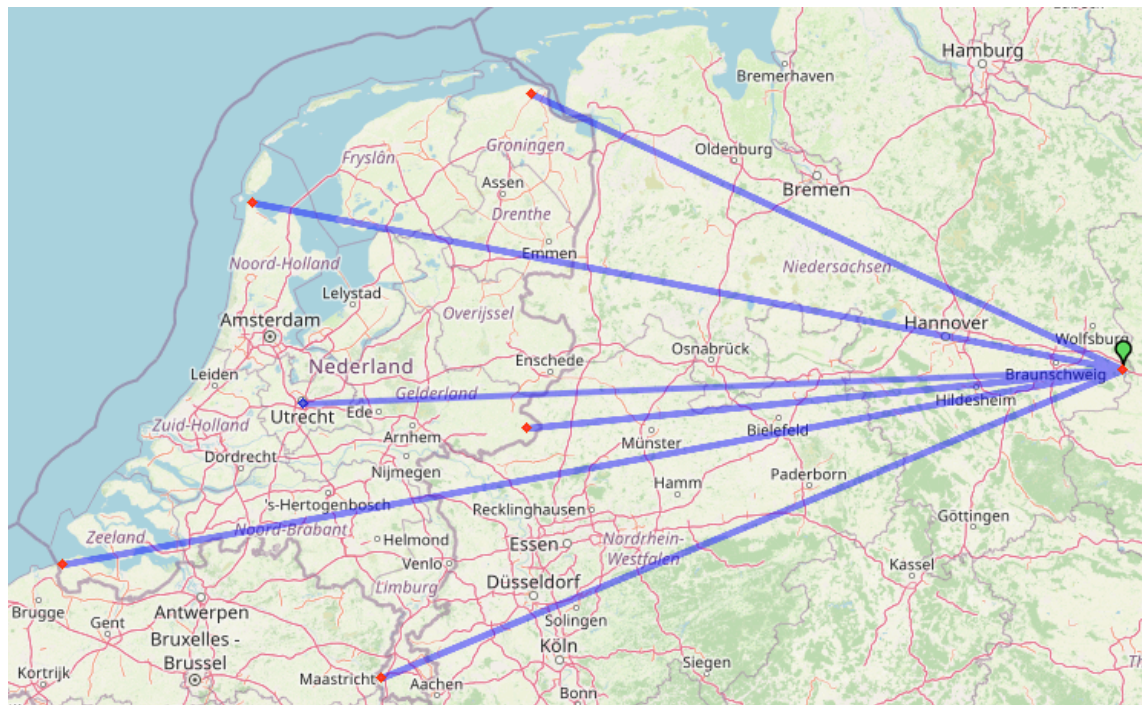 Hamburg
Bremerhaven
Groningen
Oldenburg
Fryslân
Assen
Bremen
Drenthe
Emmen
Noord-Holland
Niedersachsen
Lelystad
Overijssel
Amsterdam
Hannover
Wolfsburg
Enschede
Osnabrück
Nederland
Leiden
Braunschweig
Gelderland
Hildesheim
Utrecht
Ede
Zuid-Holland
Arnhem
Münster
Bielefeld
Dordrecht
Nijmegen
Paderborn
Hamm
's-Hertogenbosch
Recklinghausen
Göttingen
Zeeland
Noord-Brabant
Helmond
Essen
Nordrhein-
Westfalen
Venlo
Kassel
Limburg
Düsseldorf
Brugge
Antwerpen
Gent
Solingen
Bruxelles -
Brussel
Köln
Siegen
Kortrijk
Maastricht
Aachen
Bonn